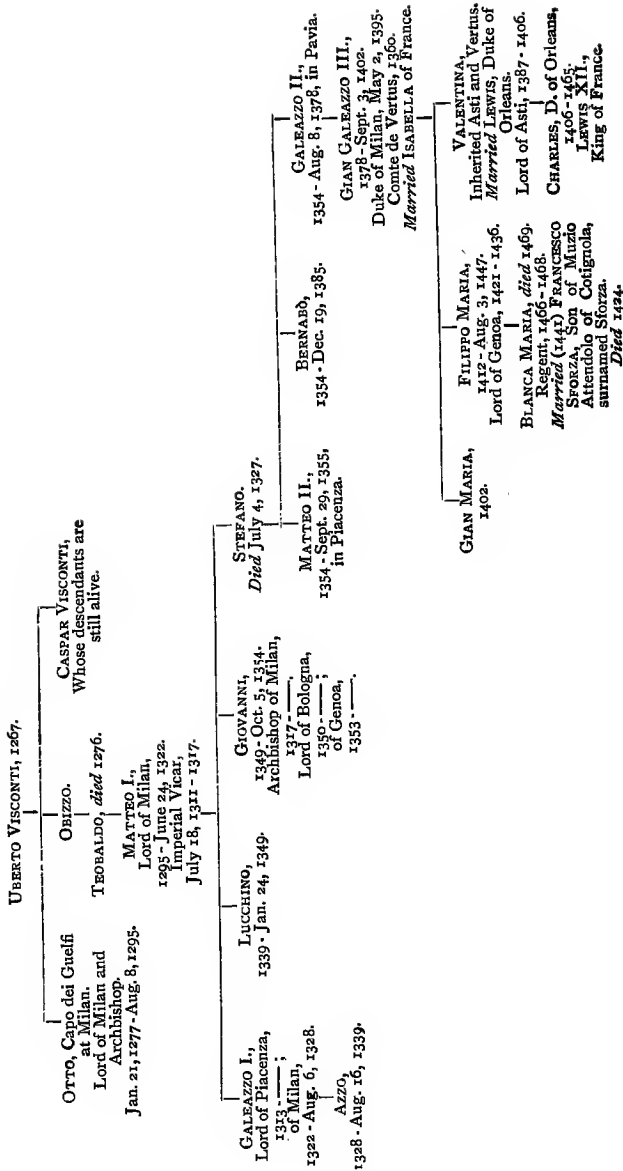 UBERTO VISCONTI, 1267.
OTTO, Capo dei Guelfi
at Milan.
Lord of Milan and
Archbishop.
Jan. 21, 1277 - Aug. 8, 1295.
OBIZZO.
TEOBALDO, died 1276.
MATTEO I.,
Lord of Milan,
1295 - June 24, 1322.
Imperial Vicar,
July 18, 1311 - 1317.
CASPAR VISCONTI,
Whose descendants are
still alive.
GALEAZZO I.,
Lord of Piacenza,
1313 - ——;
of Milan,
1322 - Aug. 6, 1328.
AZZO,
1328 - Aug. 16, 1339.
LUCCHINO,
1339 - Jan. 24, 1349.
GIOVANNI,
1349 - Oct. 5, 1354.
Archbishop of Milan,
1317 - ——.
Lord of Bologna,
1350 - ——;
of Genoa,
1353 - ——.
STEFANO.
Died July 4, 1327.
MATTEO II.,
1354 - Sept. 29, 1355,
in Piacenza.
BERNABÒ,
1354 - Dec. 19, 1385.
GALEAZZO II.,
1354 - Aug. 8, 1378, in Pavia.
GIAN GALEAZZO III.,
1378 - Sept. 3, 1402.
Duke of Milan, May 2, 1395.
Comte de Vertus, 1360.
Married ISABELLA of France.
GIAN MARIA,
1402.
FILIPPO MARIA,
1412 - Aug. 3, 1447.
Lord of Genoa, 1421 - 1436.
BLANCA MARIA, died 1469.
Regent, 1466 - 1468.
Married (1441) FRANCESCO
SFORZA, Son of Muzio
Attendolo of Cotignola,
surnamed Sforza.
Died 1424.
VALENTINA,
Inherited Asti and Vertus.
Married LEWIS, Duke of
Orleans.
Lord of Asti, 1387 - 1406.
CHARLES, D. of Orleans,
1406 - 1465.
LEWIS XII.,
King of France.